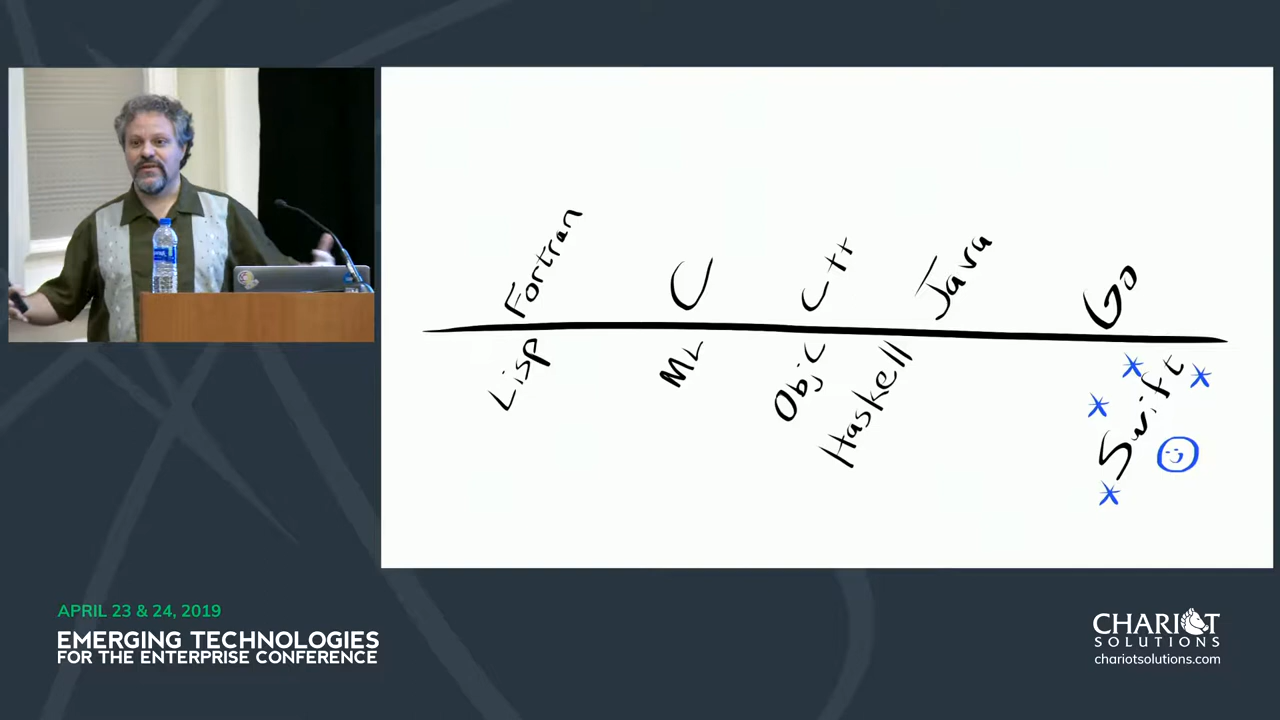 Fortran
C
C++
Java
Go
Lisp
ML
ObjC
Haskell
Swift
APRIL 23 & 24, 2019
EMERGING TECHNOLOGIES
FOR THE ENTERPRISE CONFERENCE
CHARIOT
SOLUTIONS
chariotsolutions.com